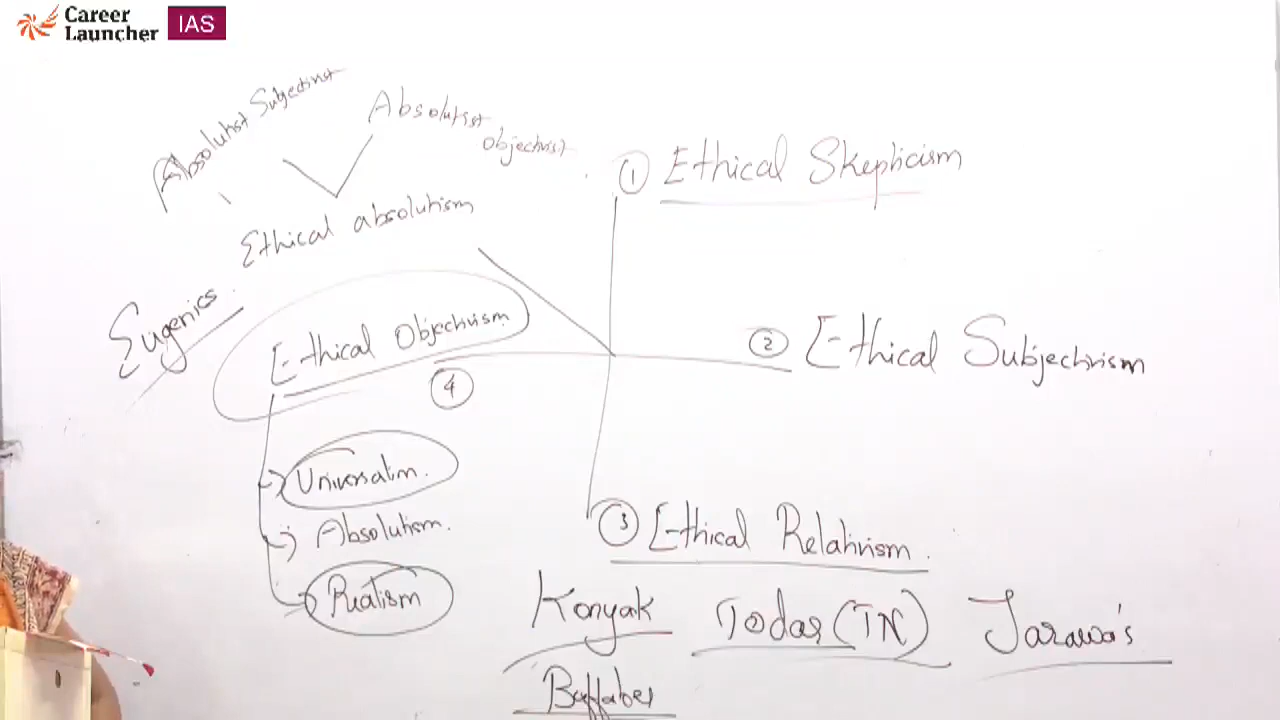 Career
Launcher
IAS
Absolutist Subjectivist
Absolutist
Objectivist
① Ethical Skepticism
Ethical absolutism
Eugenics.
Ethical Objectivism
④
② Ethical Subjectivism
Universalim.
Absolutism.
Realism
③ Ethical Relativism.
Konyak
Todas (TN)
Jarawa's